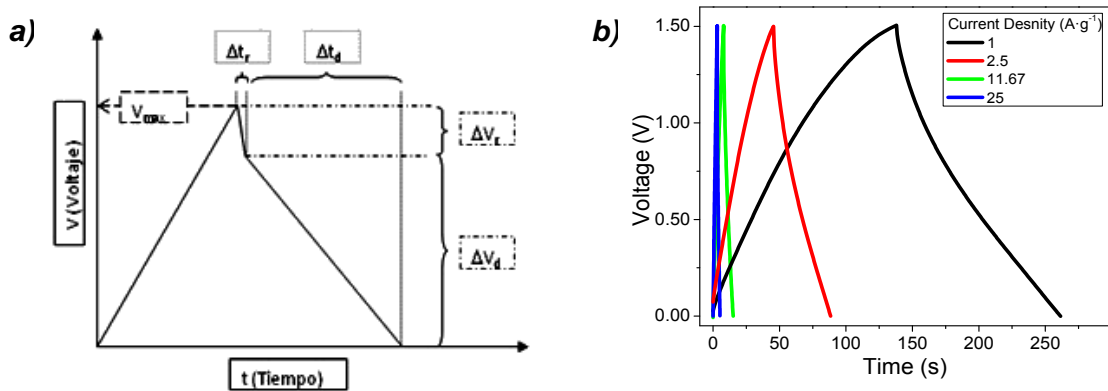 a)
Δtr
Δtd
Vmax
ΔVr
V (Voltaje)
ΔVd
t (Tiempo)
b)
Current Desnity (A·g-1)
1
2.5
11.67
25
1.50
1.00
0.50
0.00
Voltage (V)
0 50 100 150 200 250
Time (s)